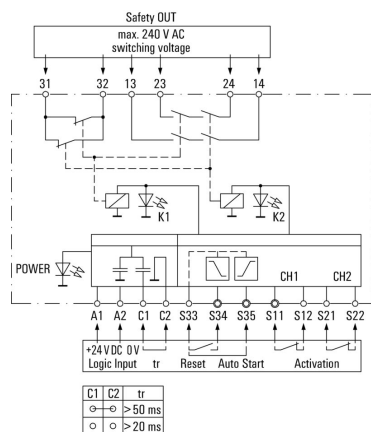 Safety OUT
max. 240 V AC
switching voltage
31 32 13 23 24 14
K1 K2
POWER
CH1 CH2
A1 A2 C1 C2 S33 S34 S35 S11 S12 S21 S22
+24 V DC 0 V
Logic Input tr Reset Auto Start Activation
C1 C2 tr
> 50 ms
> 20 ms